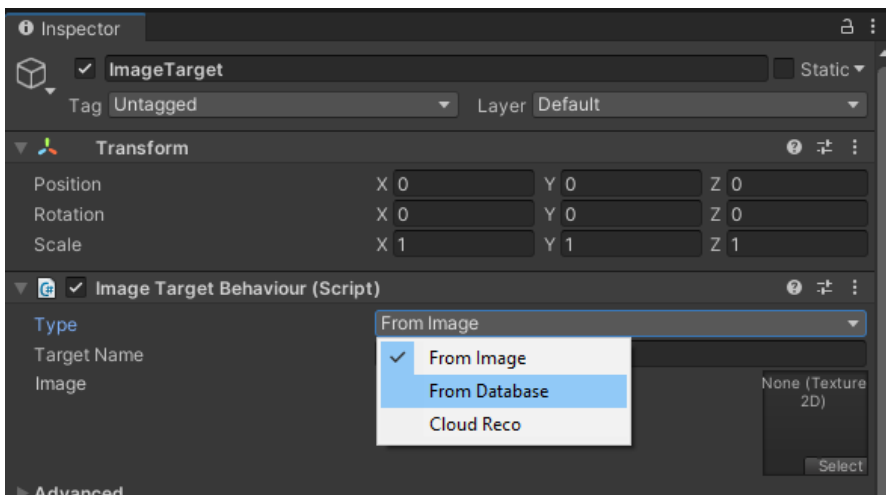 Inspector
ImageTarget Static
Tag Untagged Layer Default
Transform
Position X 0 Y 0 Z 0
Rotation X 0 Y 0 Z 0
Scale X 1 Y 1 Z 1
Image Target Behaviour (Script)
Type From Image
Target Name
From Image
Image
None (Texture
2D)
From Database
Cloud Reco
Select
Advanced